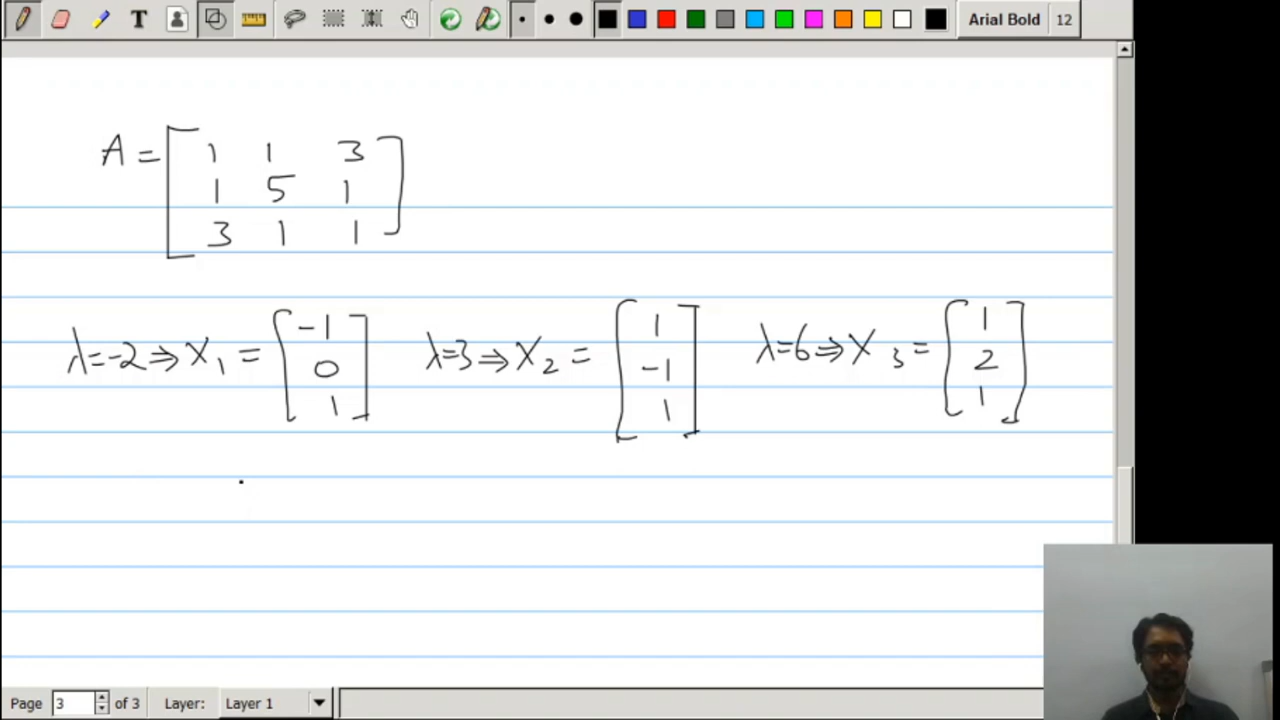 T Arial Bold 12
A = [ 1 1 3
1 5 1
3 1 1 ]
λ=-2 ⇒ X₁ = [ -1 0 1 ] λ=3 ⇒ X₂ = [ 1 -1 1 ] λ=6 ⇒ X₃ = [ 1 2 1 ]
Page 3 of 3 Layer: Layer 1